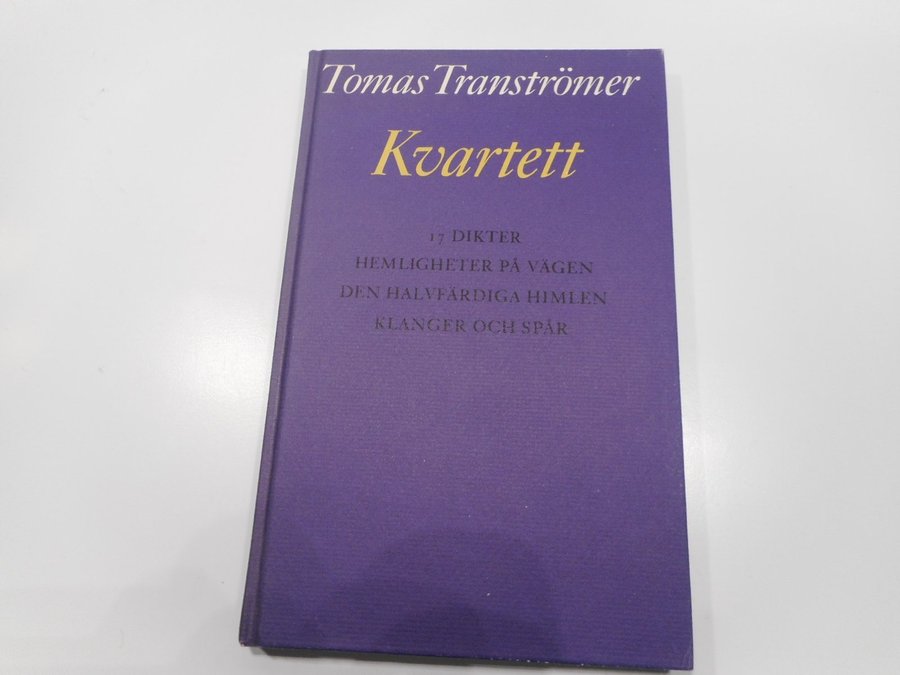 Tomas Tranströmer
Kvartett
17 DIKTER
HEMLIGHETER PÅ VÄGEN
DEN HALVFÄRDIGA HIMLEN
KLANGER OCH SPÅR